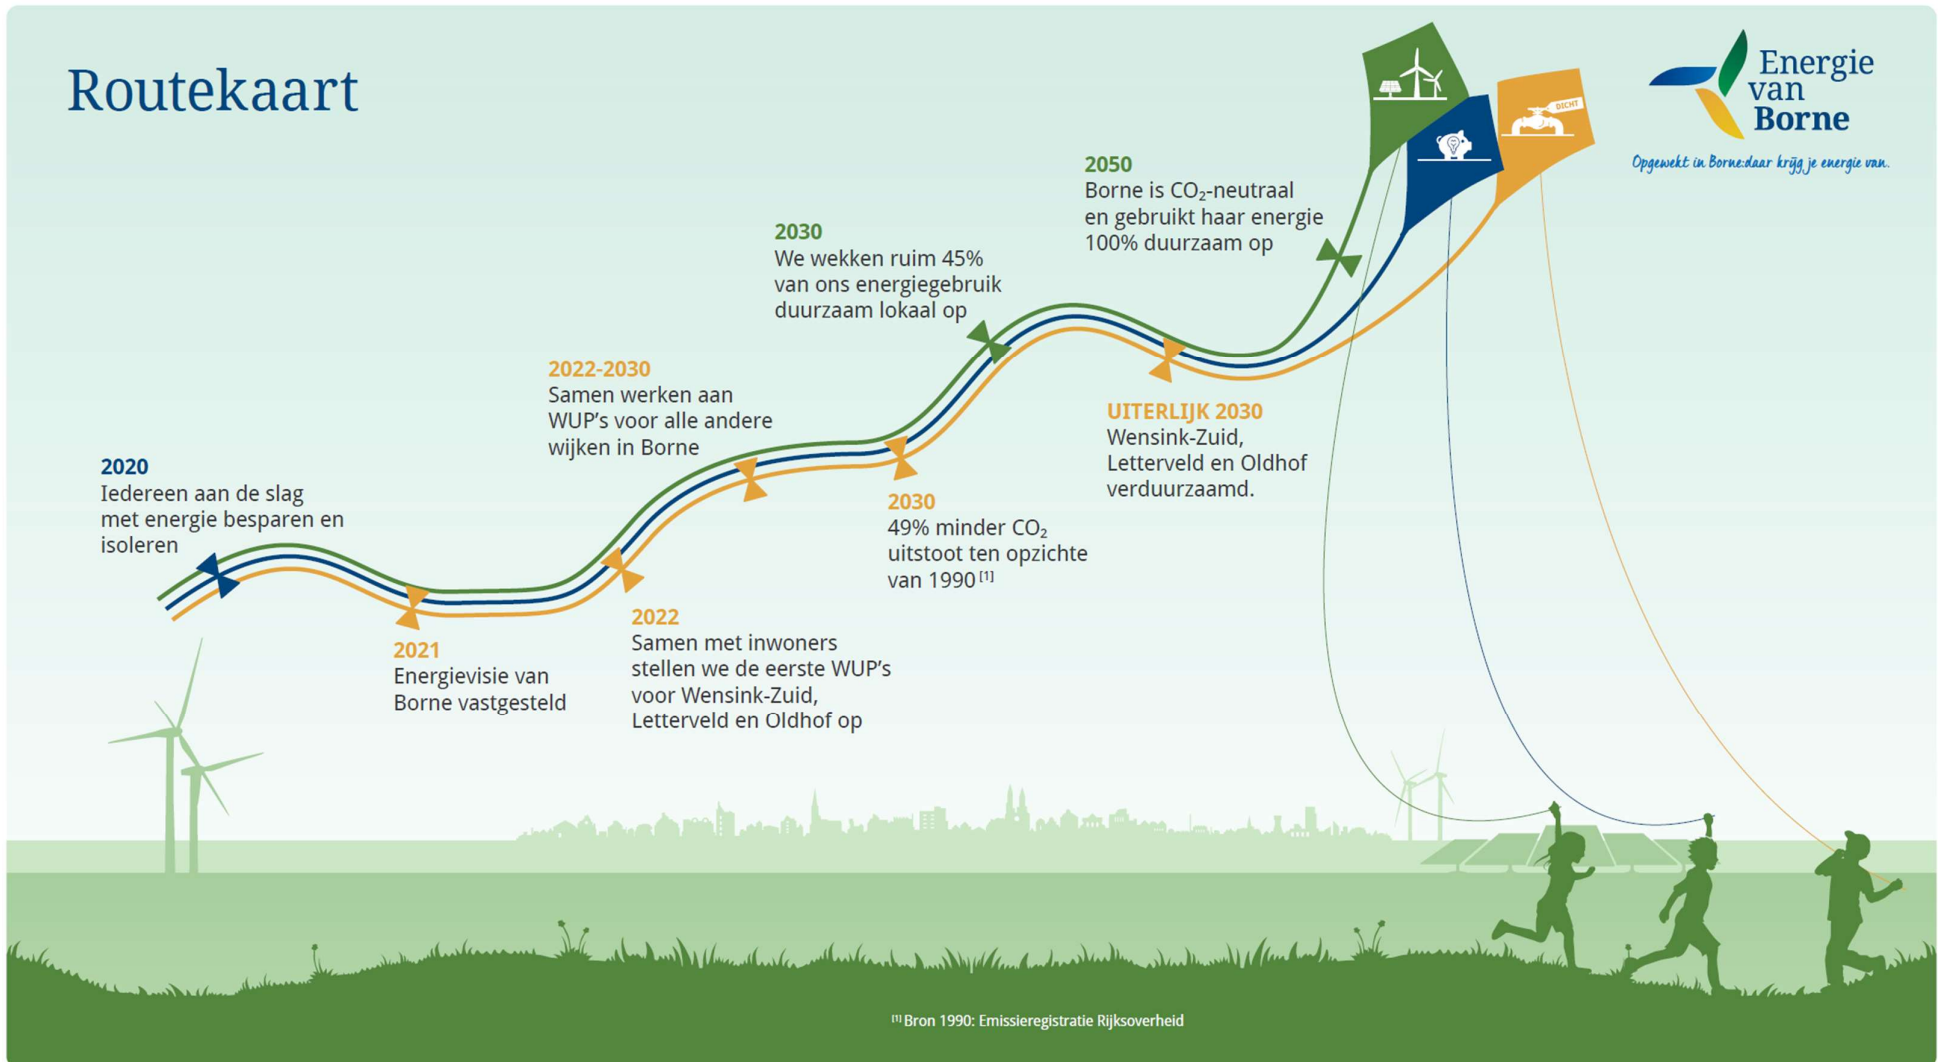 Routekaart
Energie
van
Borne
Opgewekt in Borne:daar krijg je energie van.
DICHT
2020
Iedereen aan de slag
met energie besparen en
isoleren
2021
Energievisie van
Borne vastgesteld
2022
Samen met inwoners
stellen we de eerste WUP's
voor Wensink-Zuid,
Letterveld en Oldhof op
2022-2030
Samen werken aan
WUP's voor alle andere
wijken in Borne
2030
49% minder CO₂
uitstoot ten opzichte
van 1990 [1]
2030
We wekken ruim 45%
van ons energiegebruik
duurzaam lokaal op
UITERLIJK 2030
Wensink-Zuid,
Letterveld en Oldhof
verduurzaamd.
2050
Borne is CO₂-neutraal
en gebruikt haar energie
100% duurzaam op
[1] Bron 1990: Emissieregistratie Rijksoverheid